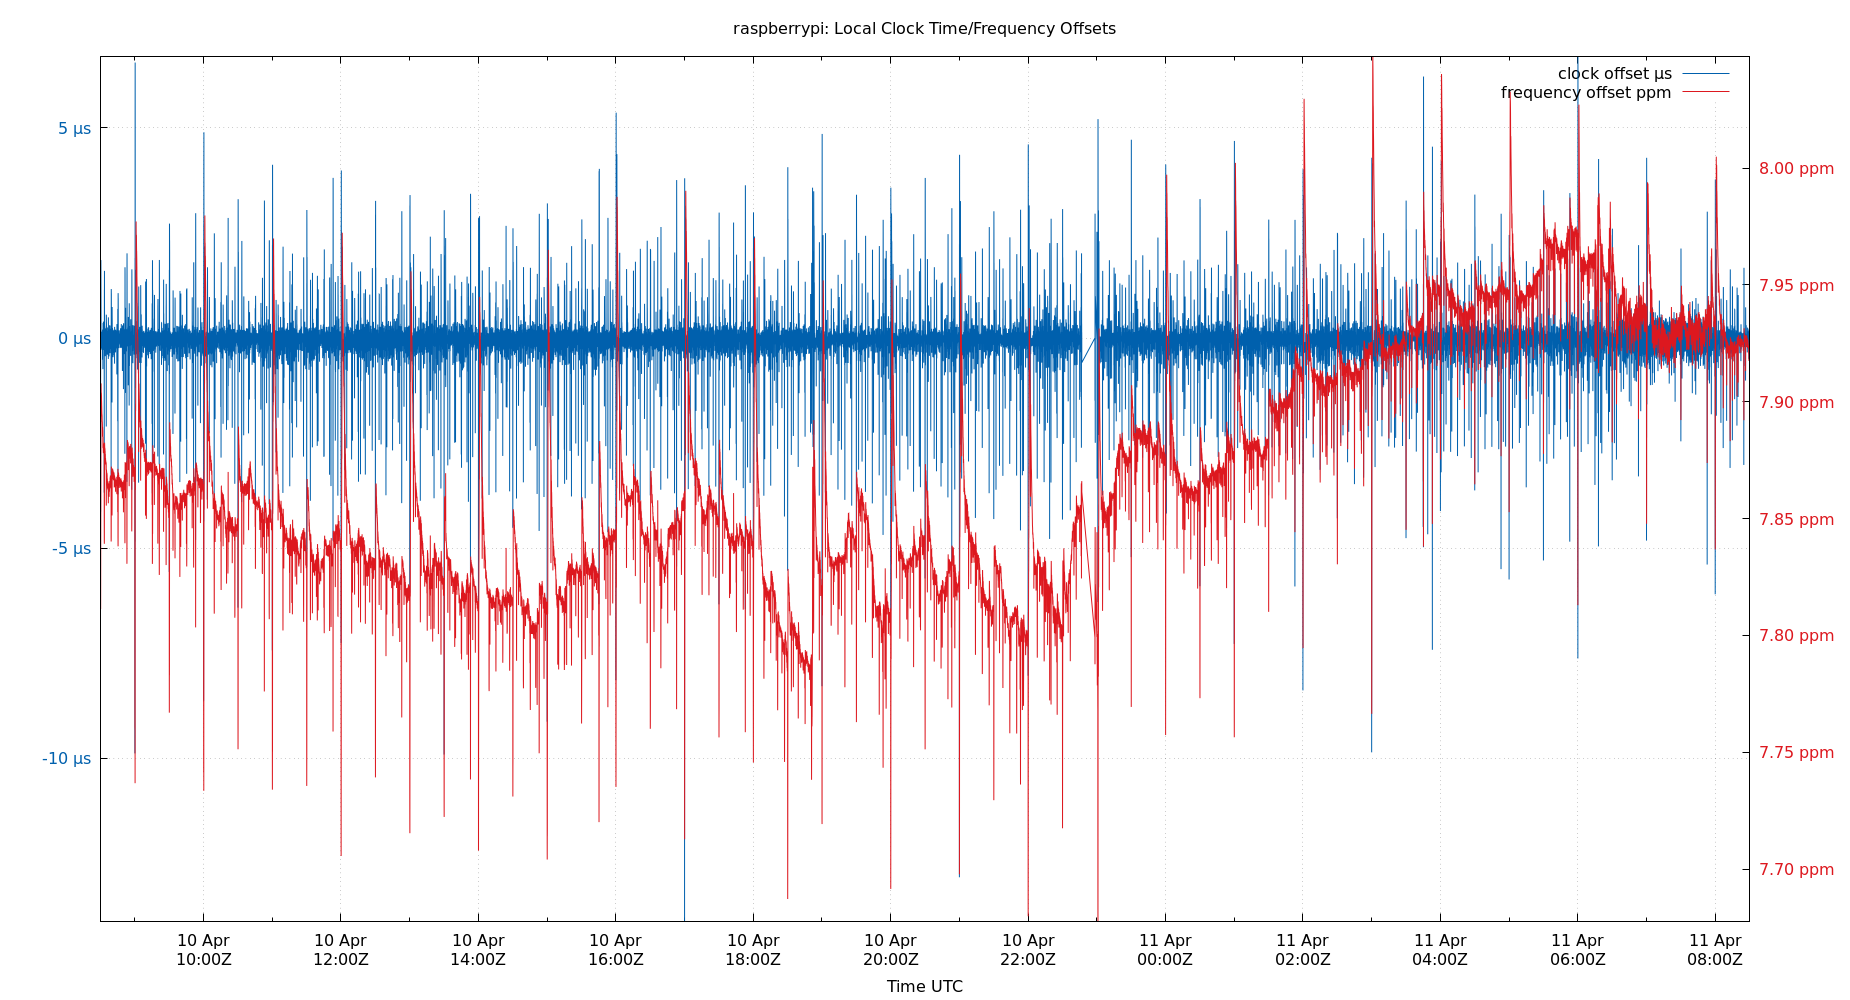 raspberrypi: Local Clock Time/Frequency Offsets
clock offset µs
frequency offset ppm
5 µs
0 µs
-5 µs
-10 µs
8.00 ppm
7.95 ppm
7.90 ppm
7.85 ppm
7.80 ppm
7.75 ppm
7.70 ppm
10 Apr 10 Apr 10 Apr 10 Apr 10 Apr 10 Apr 10 Apr 11 Apr 11 Apr 11 Apr 11 Apr 11 Apr
10:00Z 12:00Z 14:00Z 16:00Z 18:00Z 20:00Z 22:00Z 00:00Z 02:00Z 04:00Z 06:00Z 08:00Z
Time UTC